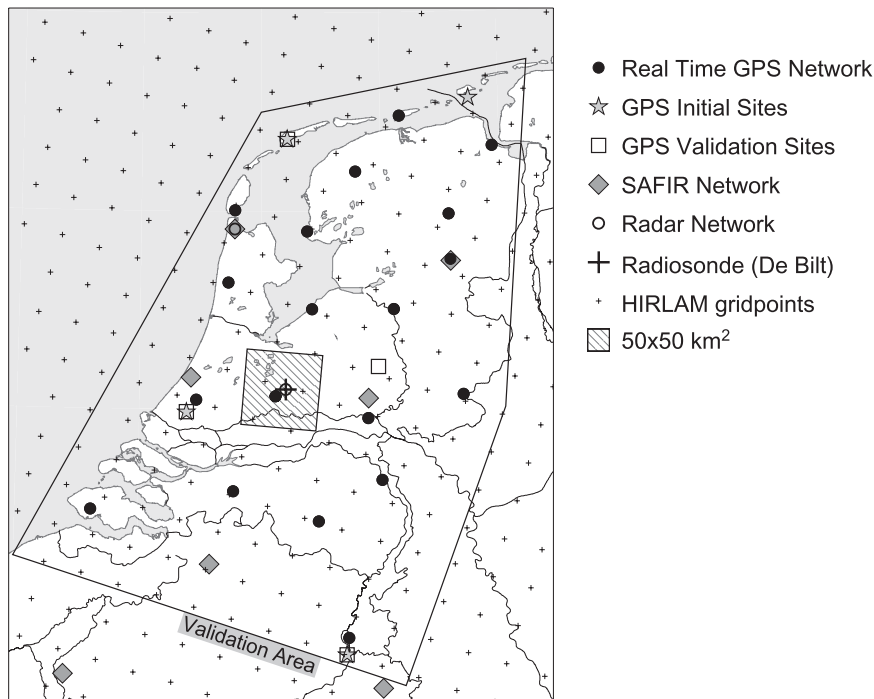 Real Time GPS Network
GPS Initial Sites
GPS Validation Sites
SAFIR Network
Radar Network
Radiosonde (De Bilt)
HIRLAM gridpoints
50x50 km²
Validation Area